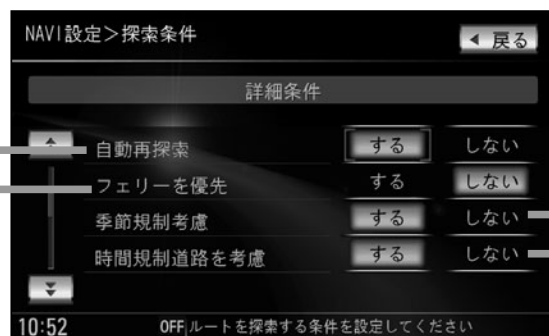 NAVI設定>探索条件
戻る
詳細条件
自動再探索 する しない
フェリーを優先 する しない
季節規制考慮 する しない
時間規制道路を考慮 する しない
10:52 OFF ルートを探索する条件を設定してください